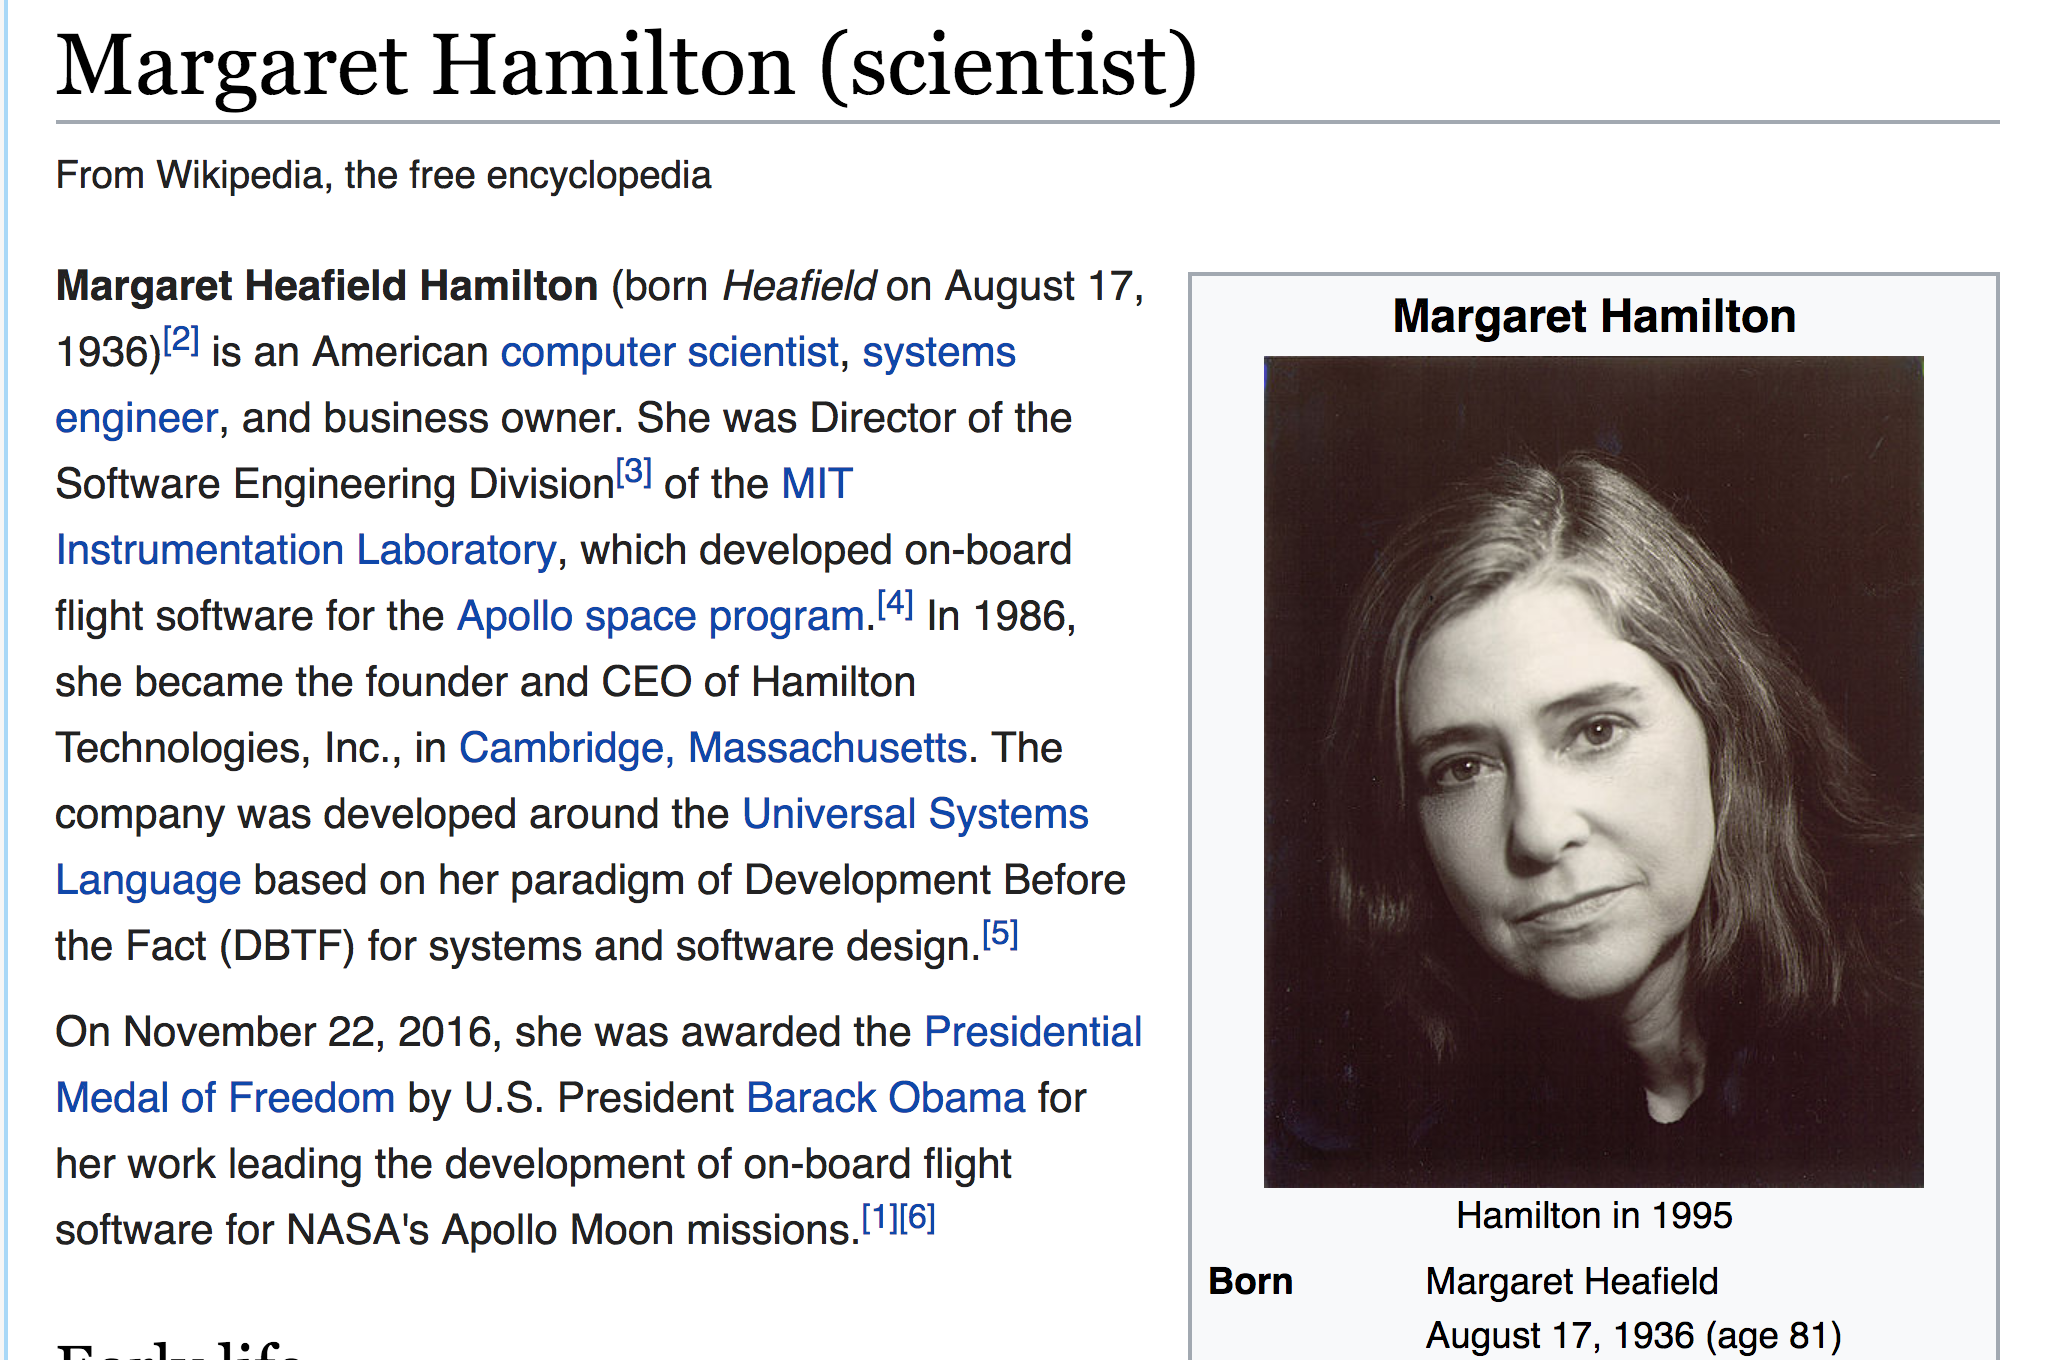 Margaret Hamilton (scientist)
From Wikipedia, the free encyclopedia
Margaret Heafield Hamilton (born Heafield on August 17,
1936)[2] is an American computer scientist, systems
engineer, and business owner. She was Director of the
Software Engineering Division[3] of the MIT
Instrumentation Laboratory, which developed on-board
flight software for the Apollo space program.[4] In 1986,
she became the founder and CEO of Hamilton
Technologies, Inc., in Cambridge, Massachusetts. The
company was developed around the Universal Systems
Language based on her paradigm of Development Before
the Fact (DBTF) for systems and software design.[5]
On November 22, 2016, she was awarded the Presidential
Medal of Freedom by U.S. President Barack Obama for
her work leading the development of on-board flight
software for NASA's Apollo Moon missions.[1][6]
Early life
Margaret Hamilton
Hamilton in 1995
Born Margaret Heafield
August 17, 1936 (age 81)